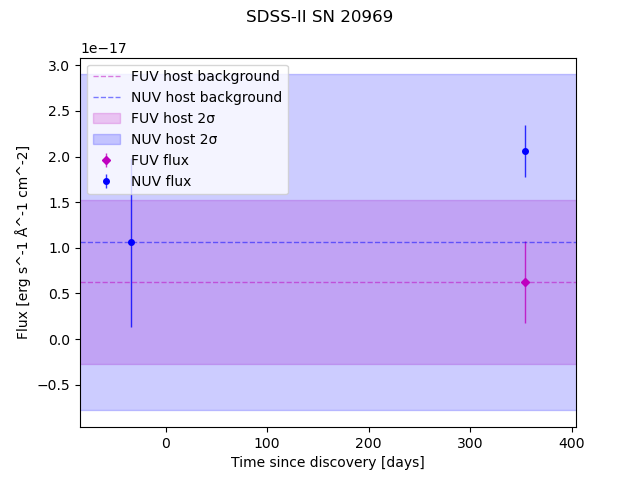 SDSS-II SN 20969
1e−17
FUV host background
NUV host background
FUV host 2σ
NUV host 2σ
FUV flux
NUV flux
3.0
2.5
2.0
1.5
1.0
0.5
0.0
−0.5
Flux [erg s^-1 Å^-1 cm^-2]
0
100
200
300
400
Time since discovery [days]